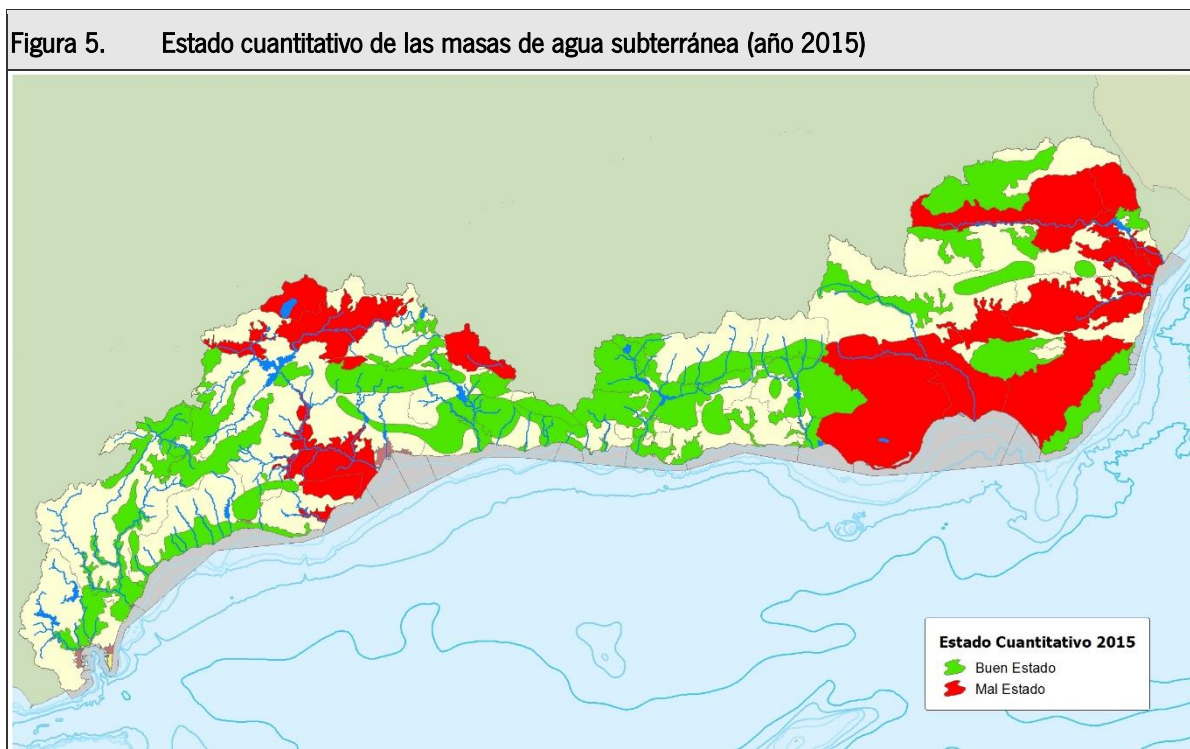 Figura 5. Estado cuantitativo de las masas de agua subterránea (año 2015)
Estado Cuantitativo 2015
Buen Estado
Mal Estado